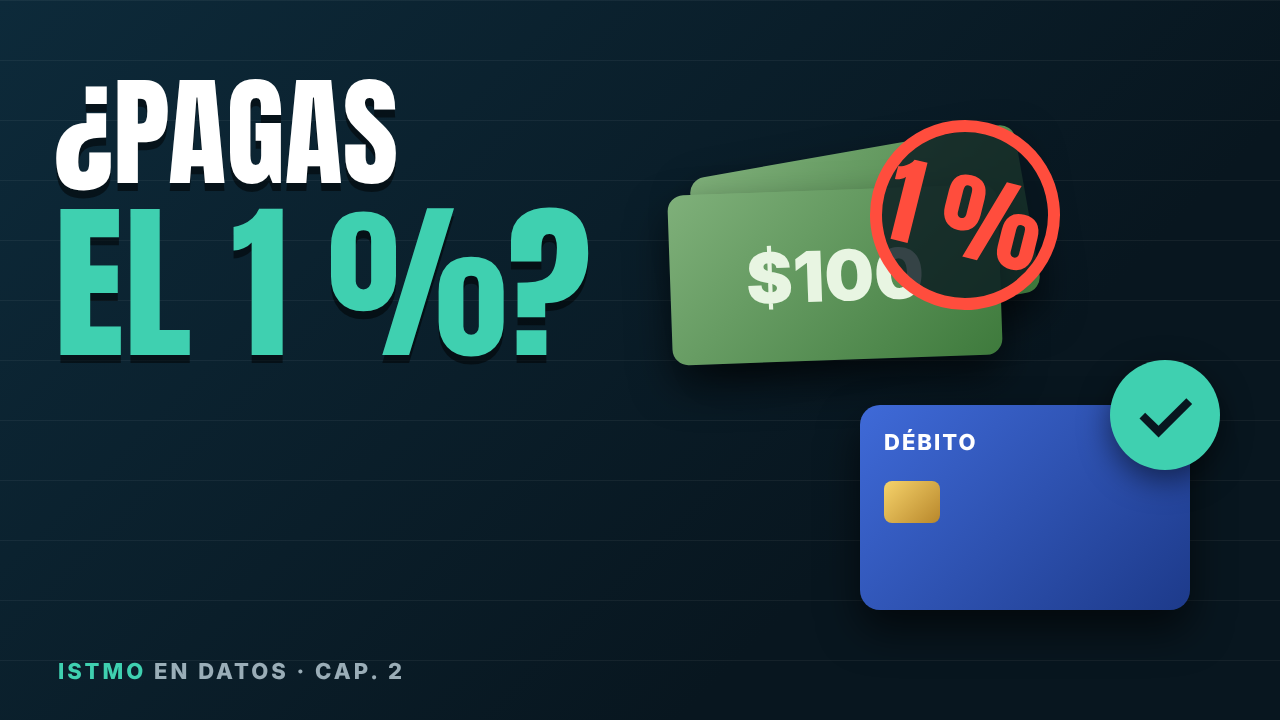 ¿PAGAS
EL 1 %?
$100
1 %
DÉBITO
ISTMO EN DATOS · CAP. 2